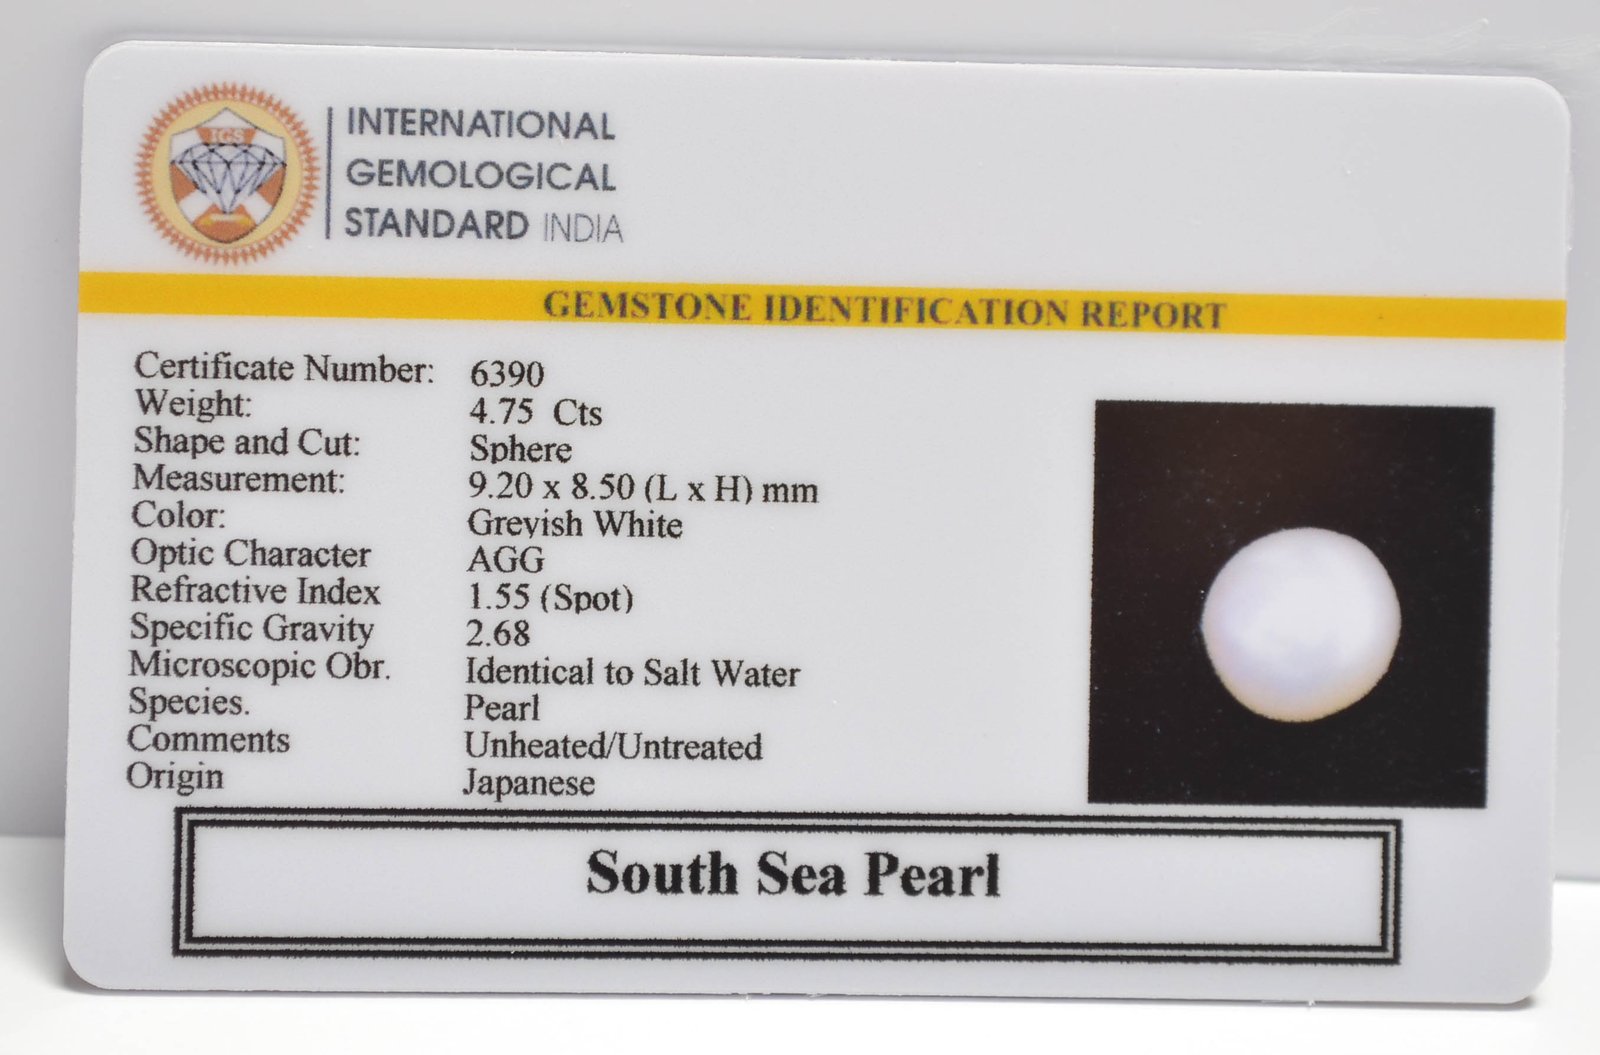 IGS
INTERNATIONAL
GEMOLOGICAL
STANDARD INDIA
GEMSTONE IDENTIFICATION REPORT
Certificate Number: 6390
Weight: 4.75 Cts
Shape and Cut: Sphere
Measurement: 9.20 x 8.50 (L x H) mm
Color: Greyish White
Optic Character AGG
Refractive Index 1.55 (Spot)
Specific Gravity 2.68
Microscopic Obr. Identical to Salt Water
Species. Pearl
Comments Unheated/Untreated
Origin Japanese
South Sea Pearl